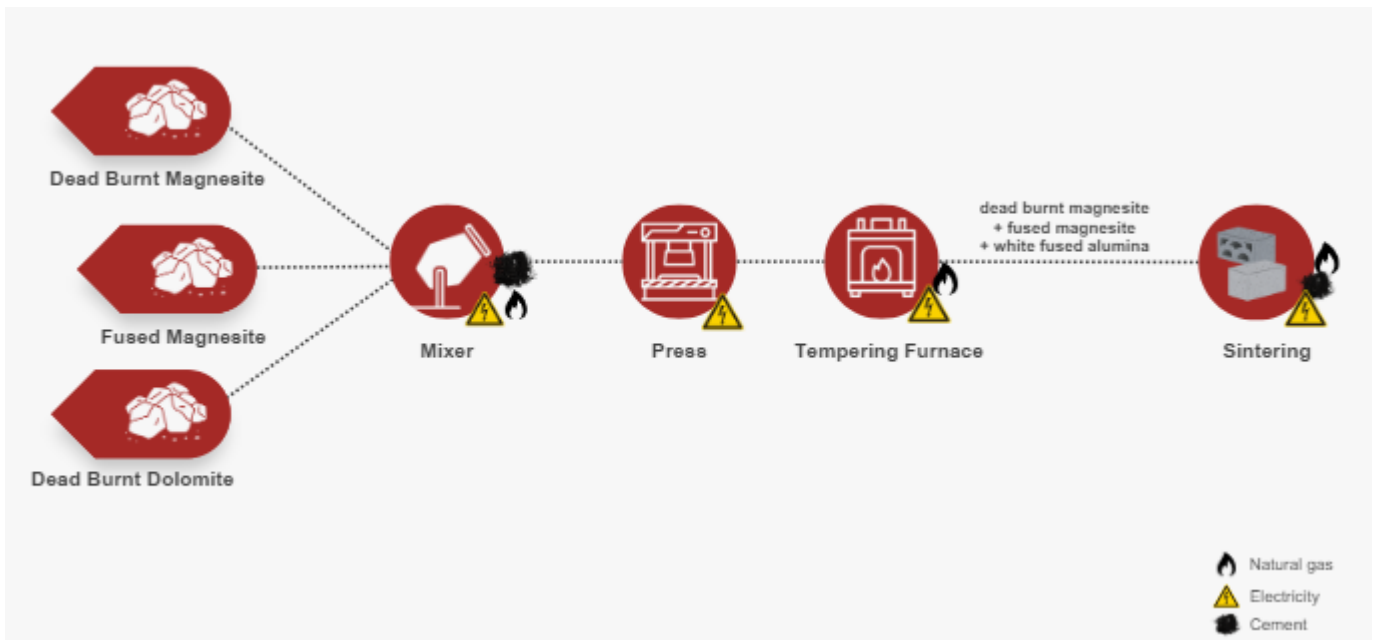 Dead Burnt Magnesite
Fused Magnesite
Dead Burnt Dolomite
Mixer
Press
Tempering Furnace
dead burnt magnesite
+ fused magnesite
+ white fused alumina
Sintering
Natural gas
Electricity
Cement